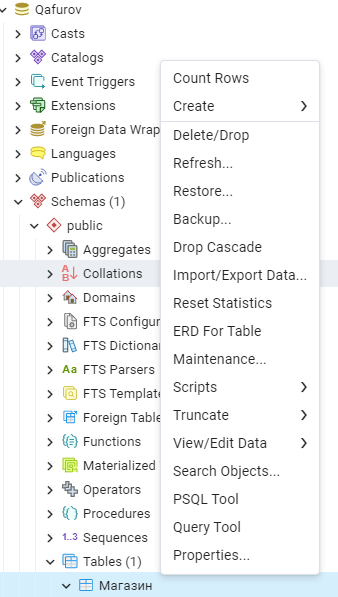 Qafurov
Casts
Catalogs
Event Triggers
Extensions
Foreign Data Wrap
Languages
Publications
Schemas (1)
public
Aggregates
Collations
Domains
FTS Configur
FTS Dictionar
FTS Parsers
Aa
FTS Template
Foreign Table
Functions
Materialized
Operators
Procedures
1..3 Sequences
Tables (1)
Магазин
Count Rows
Create
Delete/Drop
Refresh...
Restore...
Backup...
Drop Cascade
Import/Export Data...
Reset Statistics
ERD For Table
Maintenance...
Scripts
Truncate
View/Edit Data
Search Objects...
PSQL Tool
Query Tool
Properties...